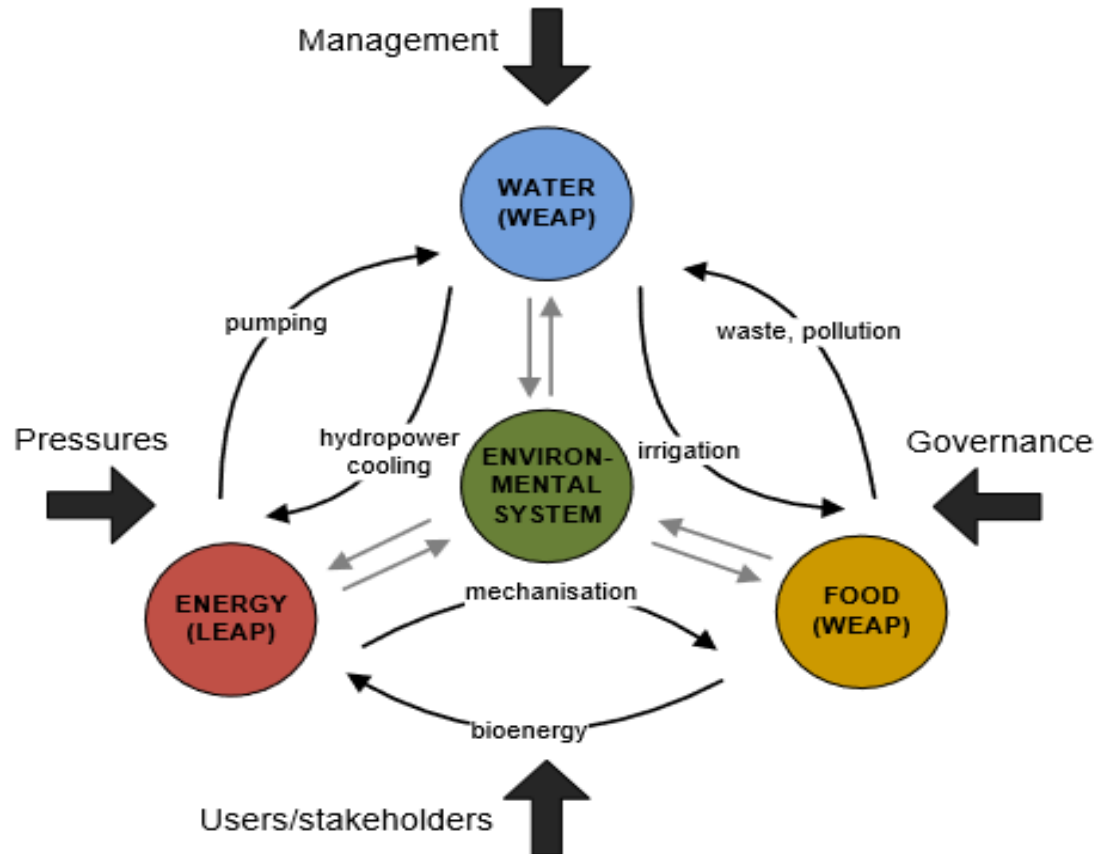 Management
WATER
(WEAP)
pumping
waste, pollution
Pressures
hydropower
cooling
ENVIRON-
MENTAL
SYSTEM
irrigation
Governance
ENERGY
(LEAP)
mechanisation
FOOD
(WEAP)
bioenergy
Users/stakeholders